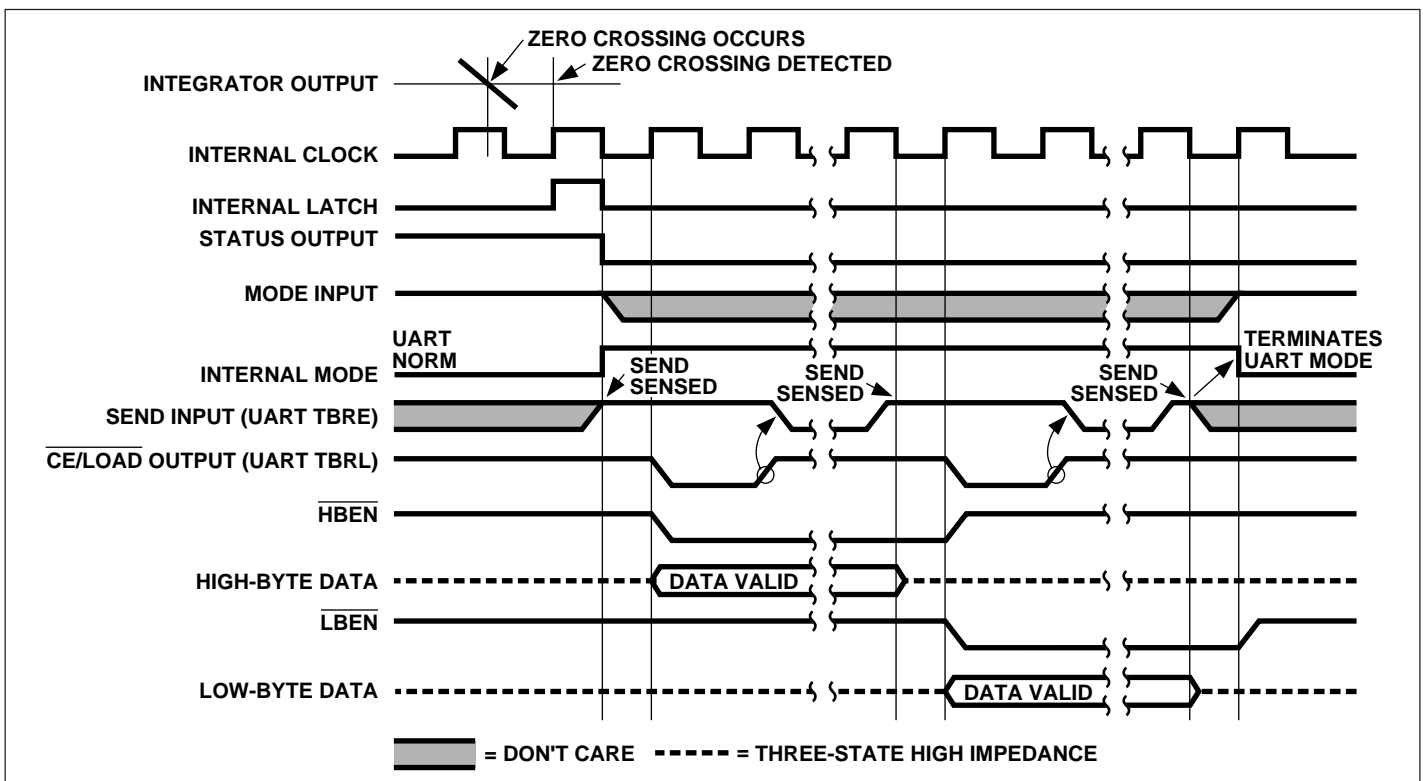 ZERO CROSSING OCCURS
ZERO CROSSING DETECTED
INTEGRATOR OUTPUT
INTERNAL CLOCK
INTERNAL LATCH
STATUS OUTPUT
MODE INPUT
UART
NORM
TERMINATES
UART MODE
INTERNAL MODE
SEND
SENSED
SEND
SENSED
SEND
SENSED
SEND INPUT (UART TBRE)
CE/LOAD OUTPUT (UART TBRL)
HBEN
HIGH-BYTE DATA
DATA VALID
LBEN
LOW-BYTE DATA
DATA VALID
= DON'T CARE
= THREE-STATE HIGH IMPEDANCE